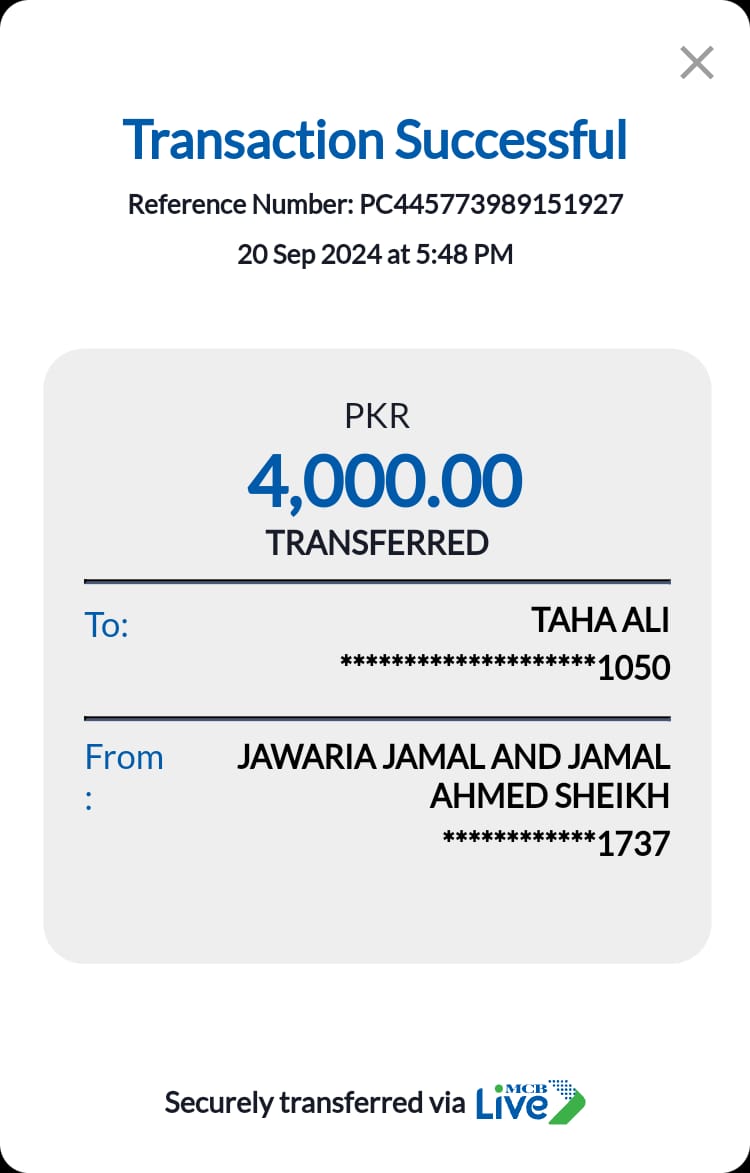 Transaction Successful
Reference Number: PC445773989151927
20 Sep 2024 at 5:48 PM
PKR
4,000.00
TRANSFERRED
To:
TAHA ALI
********************1050
From
:
JAWARIA JAMAL AND JAMAL
AHMED SHEIKH
************1737
Securely transferred via MCB Live